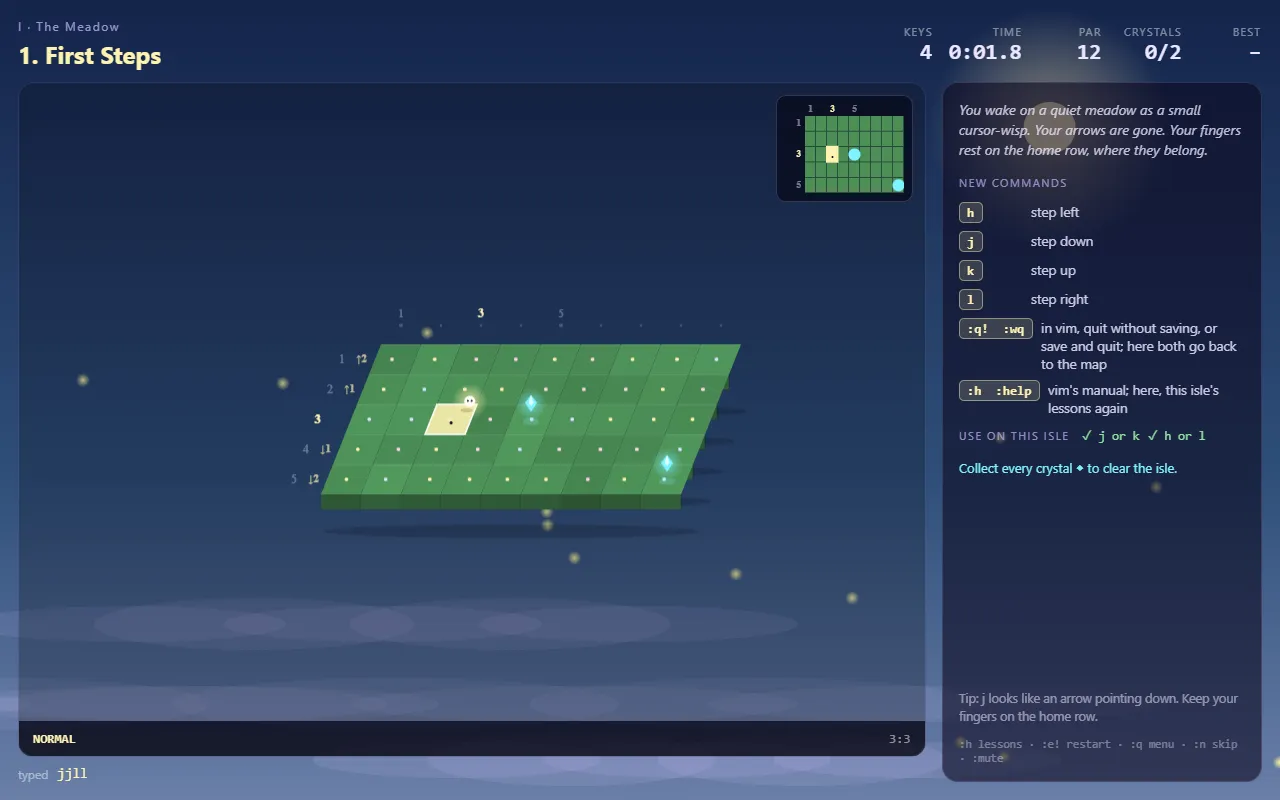 I · The Meadow
1. First Steps
KEYS TIME PAR CRYSTALS BEST
4 0:01.8 12 0/2 –
1 3 5
1
3
5
1 3 5
1 ↑2
2 ↑1
3
4 ↓1
5 ↓2
NORMAL 3:3
typed jjll
You wake on a quiet meadow as a small
cursor-wisp. Your arrows are gone. Your fingers
rest on the home row, where they belong.
NEW COMMANDS
h step left
j step down
k step up
l step right
:q! :wq in vim, quit without saving, or
save and quit; here both go back
to the map
:h :help vim's manual; here, this isle's
lessons again
USE ON THIS ISLE ✓ j or k ✓ h or l
Collect every crystal ◆ to clear the isle.
Tip: j looks like an arrow pointing down. Keep your
fingers on the home row.
:h lessons · :e! restart · :q menu · :n skip
· :mute